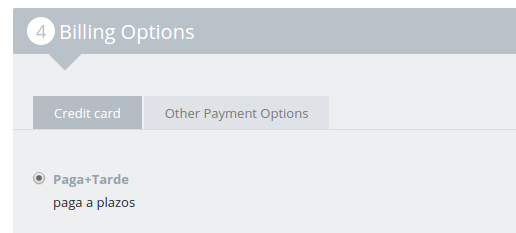 4 Billing Options
Credit card Other Payment Options
Paga+Tarde
paga a plazos